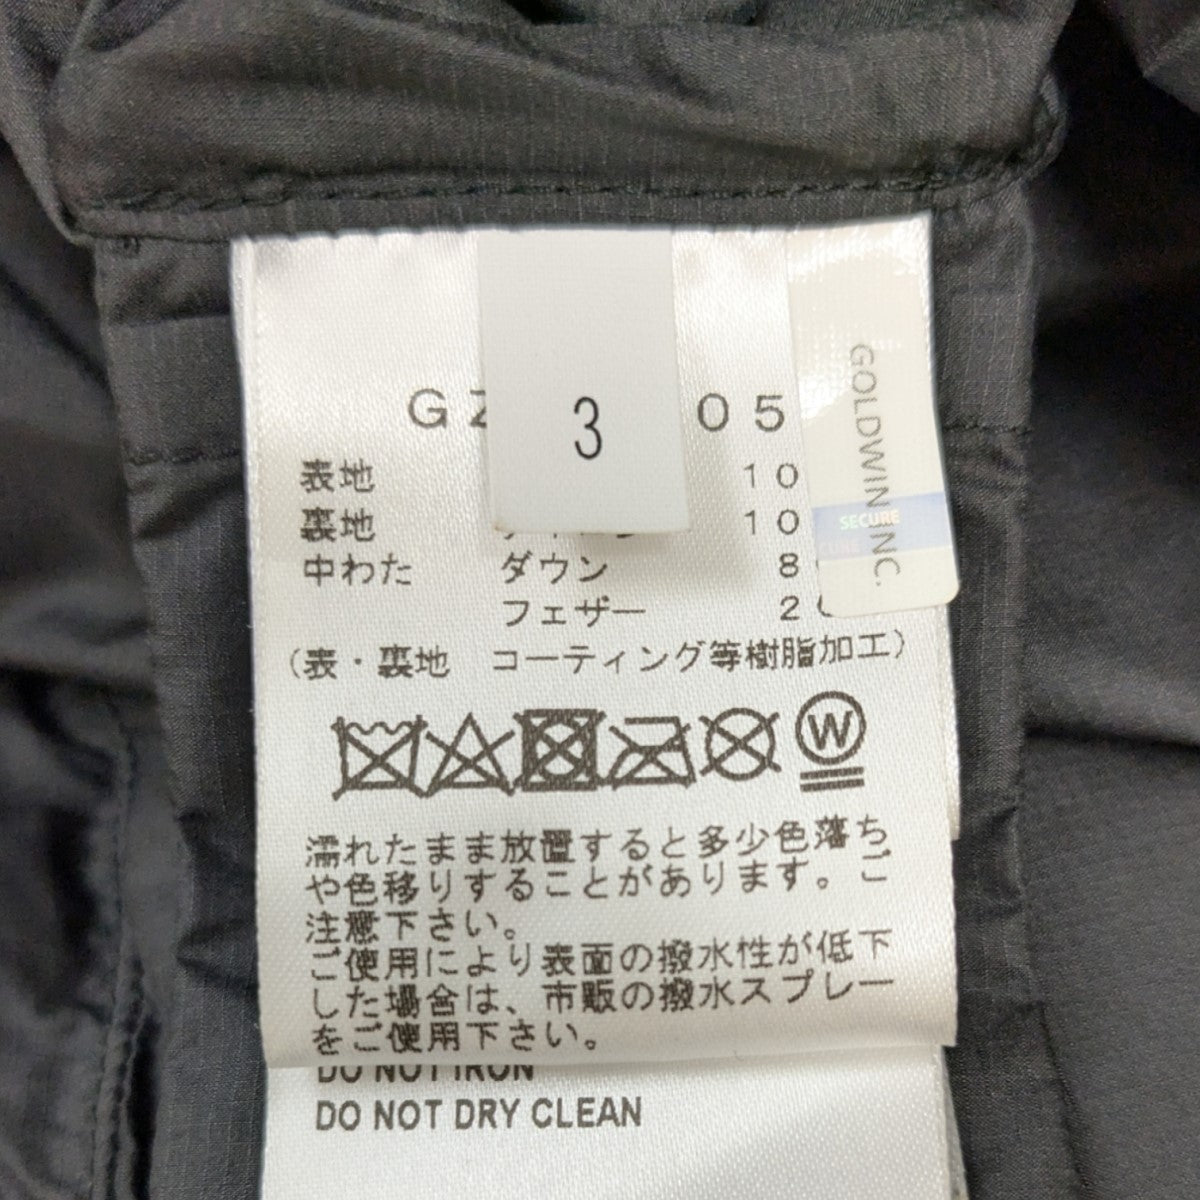 GZ 05
3
表地 10
裏地 10
中わた ダウン 8
フェザー 2
(表・裏地 コーティング等樹脂加工)
W
濡れたまま放置すると多少色落ち
や色移りすることがあります。ご
注意下さい。
ご使用により表面の撥水性が低下
した場合は、市販の撥水スプレー
をご使用下さい。
DO NOT IRON
DO NOT DRY CLEAN
GOLDWIN INC.
SECURE